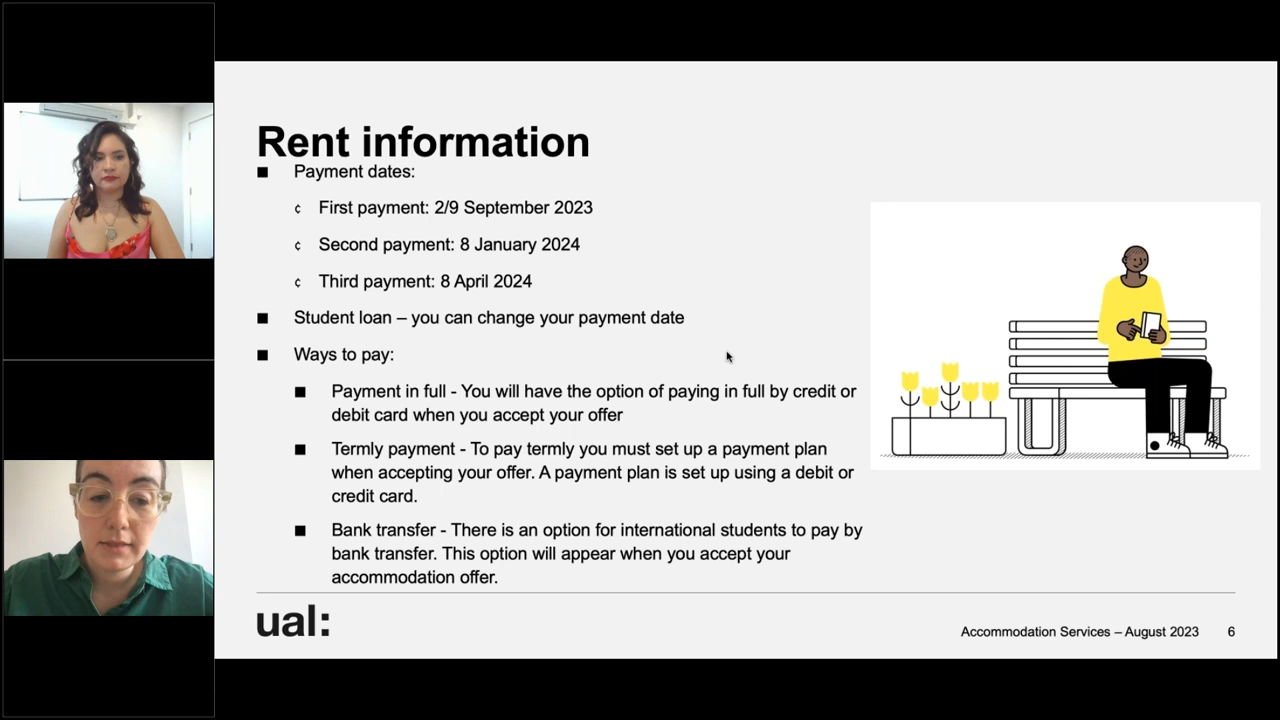 Rent information
■ Payment dates:
¢ First payment: 2/9 September 2023
¢ Second payment: 8 January 2024
¢ Third payment: 8 April 2024
■ Student loan – you can change your payment date
■ Ways to pay:
■ Payment in full - You will have the option of paying in full by credit or
debit card when you accept your offer
■ Termly payment - To pay termly you must set up a payment plan
when accepting your offer. A payment plan is set up using a debit or
credit card.
■ Bank transfer - There is an option for international students to pay by
bank transfer. This option will appear when you accept your
accommodation offer.
ual:
Accommodation Services – August 2023 6